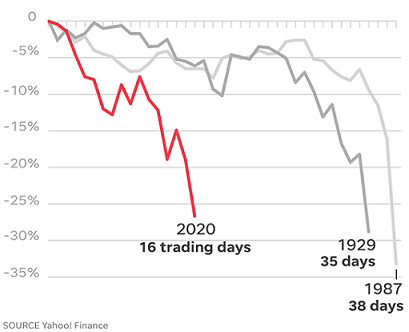 0
-5%
-10%
-15%
-20%
-25%
-30%
-35%
2020
16 trading days
1929
35 days
1987
38 days
SOURCE Yahoo! Finance